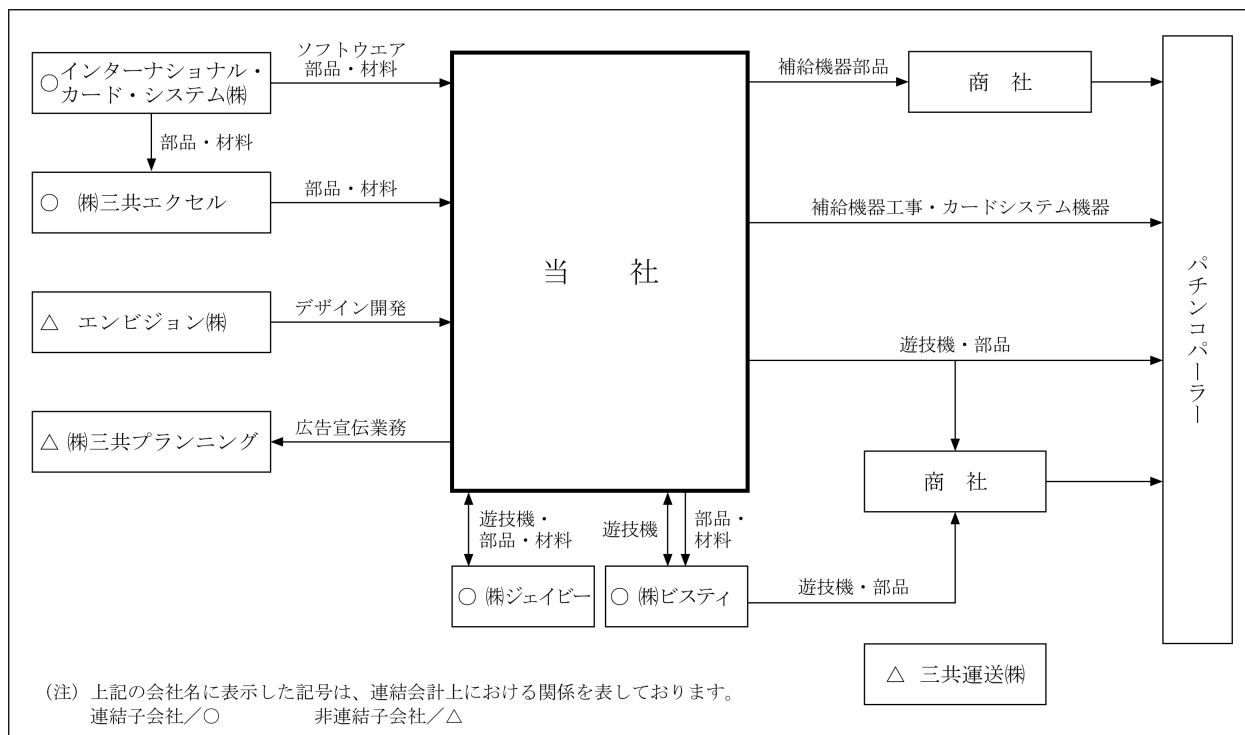 ソフトウエア
部品・材料
○インターナショナル・
カード・システム㈱
部品・材料
○ ㈱三共エクセル
部品・材料
△ エンビジョン㈱
デザイン開発
△ ㈱三共プランニング
広告宣伝業務
当 社
補給機器部品
商 社
補給機器工事・カードシステム機器
遊技機・部品
商 社
パチンコパーラー
遊技機・
部品・材料
遊技機
部品・
材料
○ ㈱ジェイビー
○ ㈱ビスティ
遊技機・部品
△ 三共運送㈱
（注）上記の会社名に表示した記号は、連結会計上における関係を表しております。
連結子会社／○ 非連結子会社／△